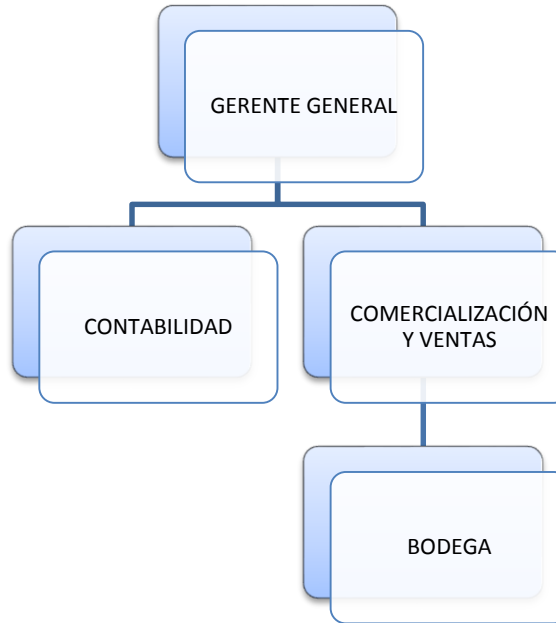 GERENTE GENERAL
CONTABILIDAD
COMERCIALIZACIÓN
Y VENTAS
BODEGA